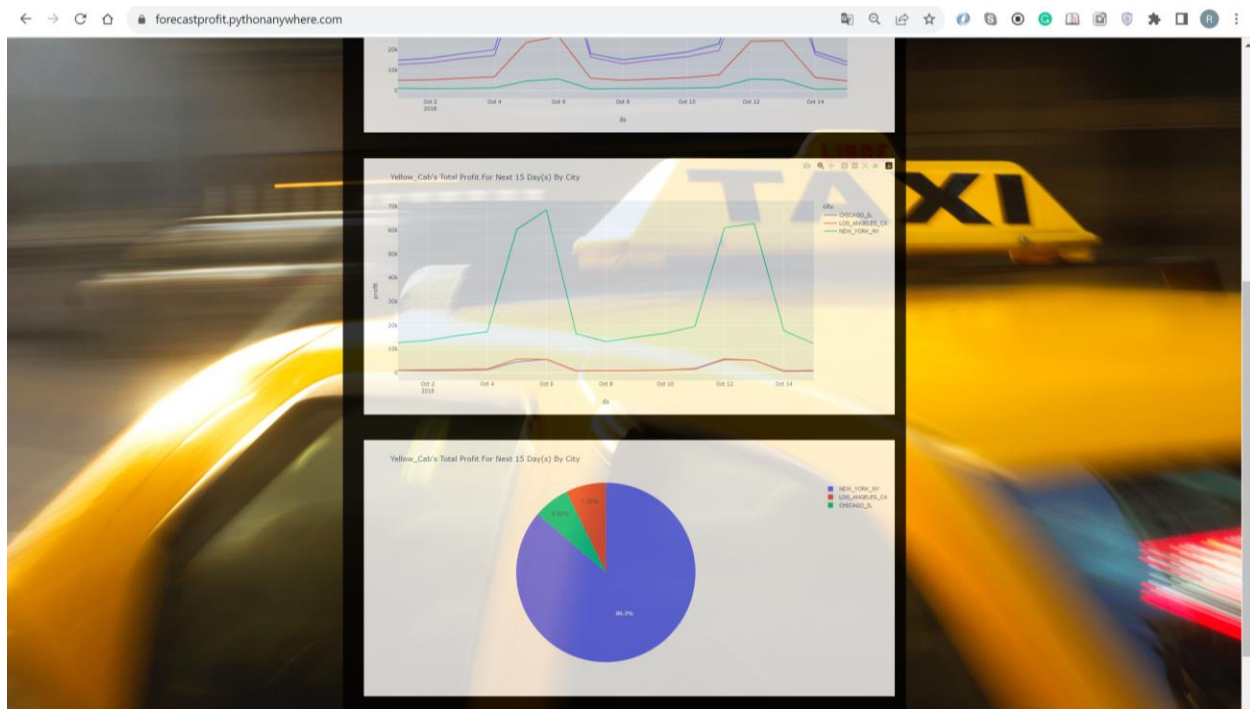 forecastprofit.pythonanywhere.com
R
20k
10k
0
Oct 2
2018
Oct 4
Oct 6
Oct 8
Oct 10
Oct 12
Oct 14
ds
LIBRE
TAXI
Yellow_Cab's Total Profit For Next 15 Day(s) By City
city
CHICAGO_IL
LOS_ANGELES_CA
NEW_YORK_NY
profit
70k
60k
50k
40k
30k
20k
10k
0
Oct 2
2018
Oct 4
Oct 6
Oct 8
Oct 10
Oct 12
Oct 14
ds
Yellow_Cab's Total Profit For Next 15 Day(s) By City
NEW_YORK_NY
LOS_ANGELES_CA
CHICAGO_IL